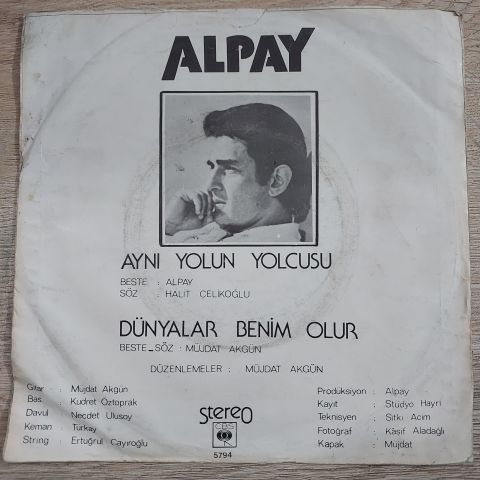 ALPAY
AYNI YOLUN YOLCUSU
BESTE : ALPAY
SÖZ : HALİT ÇELİKOĞLU
DÜNYALAR BENİM OLUR
BESTE_SÖZ : MÜJDAT AKGÜN
DÜZENLEMELER : MÜJDAT AKGÜN
Gitar : Müjdat Akgün
Bas : Kudret Öztoprak
Davul : Necdet Ulusoy
Keman : Türkay
String : Ertuğrul Çayıroğlu
stereo
CBS
5794
Prodüksiyon : Alpay
Kayıt : Stüdyo Hayri
Teknisyen : Sıtkı Acim
Fotoğraf : Kâşif Aladağlı
Kapak : Müjdat